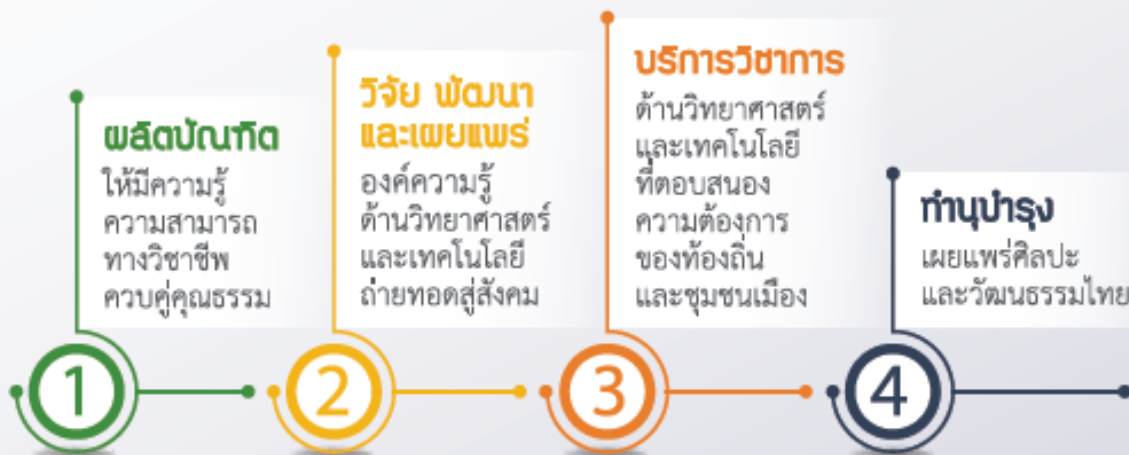 ผลิตบัณฑิต
ให้มีความรู้
ความสามารถ
ทางวิชาชีพ
ควบคู่คุณธรรม
1
วิจัย พัฒนา
และเผยแพร่
องค์ความรู้
ด้านวิทยาศาสตร์
และเทคโนโลยี
ถ่ายทอดสู่สังคม
2
บริการวิชาการ
ด้านวิทยาศาสตร์
และเทคโนโลยี
ที่ตอบสนอง
ความต้องการ
ของท้องถิ่น
และชุมชนเมือง
3
ทำนุบำรุง
เผยแพร่ศิลปะ
และวัฒนธรรมไทย
4